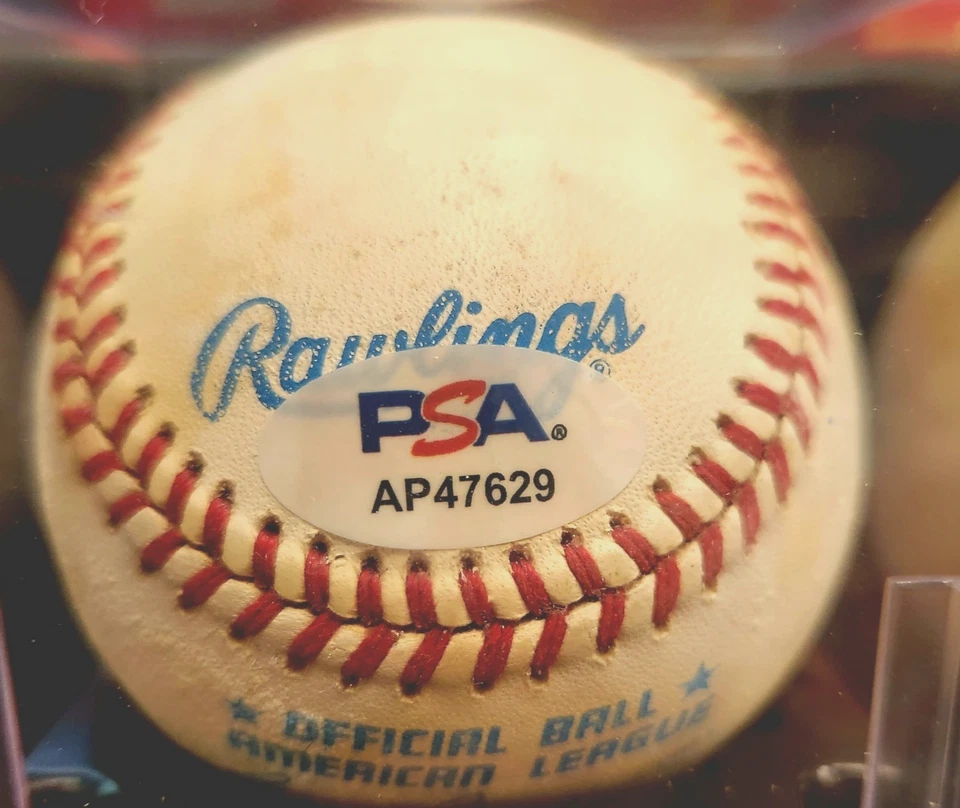 Rawlings
®
PSA®
AP47629
★ OFFICIAL BALL ★
AMERICAN LEAGUE